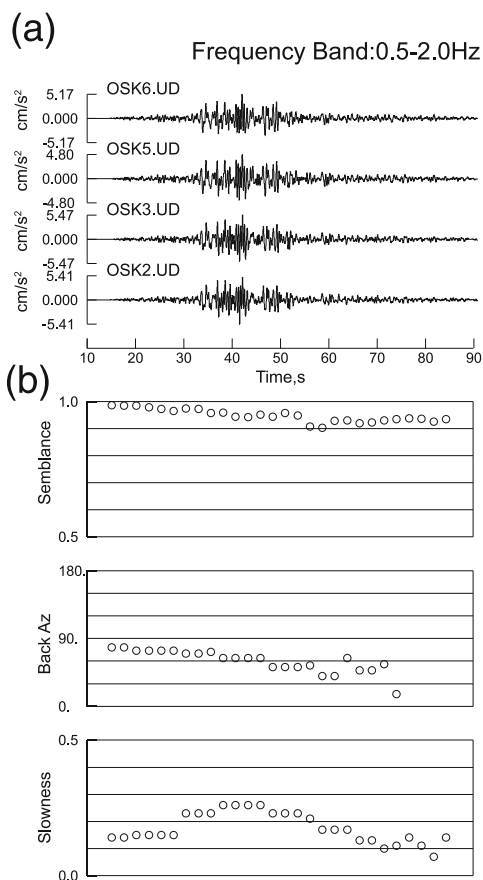 (a)
Frequency Band:0.5-2.0Hz
OSK6.UD
cm/s²
5.17
0.000
-5.17
OSK5.UD
cm/s²
4.80
0.000
-4.80
OSK3.UD
cm/s²
5.47
0.000
-5.47
OSK2.UD
cm/s²
5.41
0.000
-5.41
10 20 30 40 50 60 70 80 90
Time,s
(b)
Semblance
1.0
0.5
Back Az
180.
90.
0.
Slowness
0.5
0.0